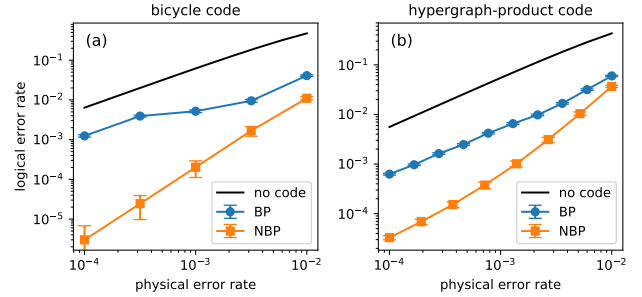 bicycle code
hypergraph-product code
(a)
(b)
logical error rate
10⁻¹
10⁻²
10⁻³
10⁻⁴
10⁻⁵
10⁻¹
10⁻²
10⁻³
10⁻⁴
no code
BP
NBP
no code
BP
NBP
10⁻⁴
10⁻³
10⁻²
10⁻⁴
10⁻³
10⁻²
physical error rate
physical error rate